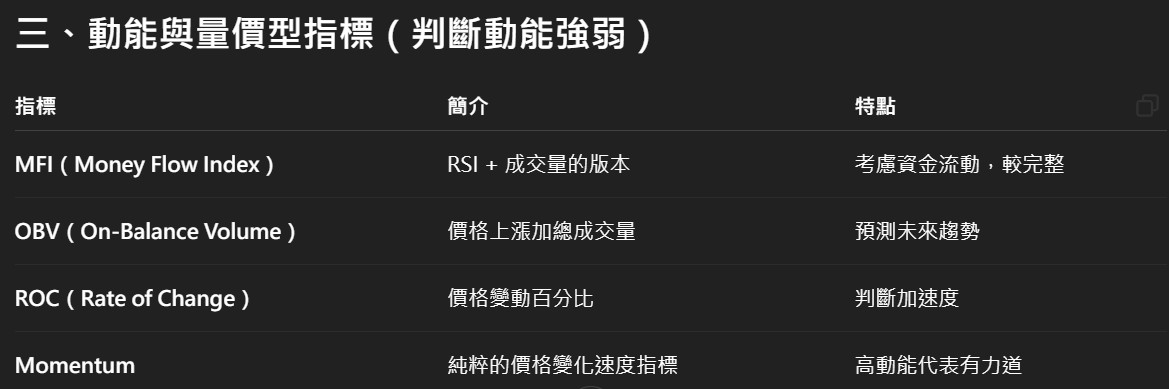 三、動能與量價型指標（判斷動能強弱）
指標 簡介 特點
MFI（Money Flow Index） RSI + 成交量的版本 考慮資金流動，較完整
OBV（On-Balance Volume） 價格上漲加總成交量 預測未來趨勢
ROC（Rate of Change） 價格變動百分比 判斷加速度
Momentum 純粹的價格變化速度指標 高動能代表有力道